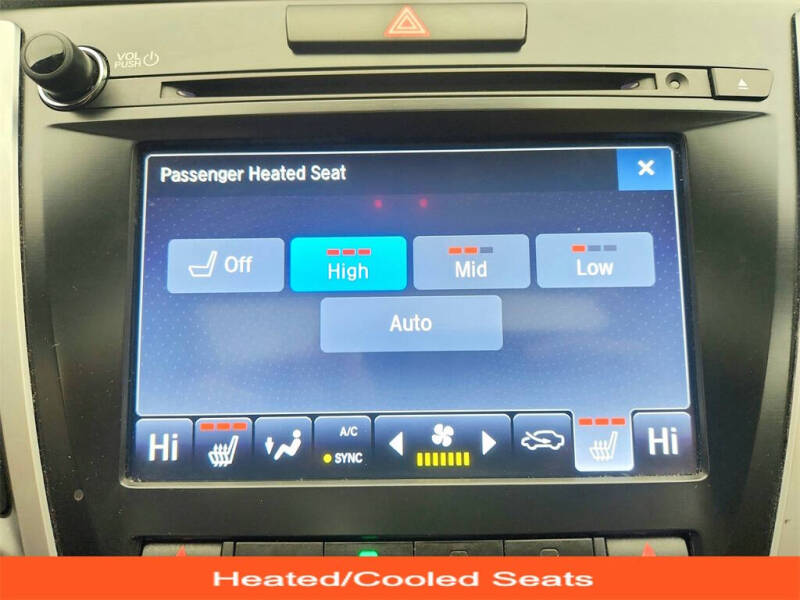 VOL
PUSH
Passenger Heated Seat
Off
High
Mid
Low
Auto
Hi
A/C
SYNC
Hi
Heated/Cooled Seats